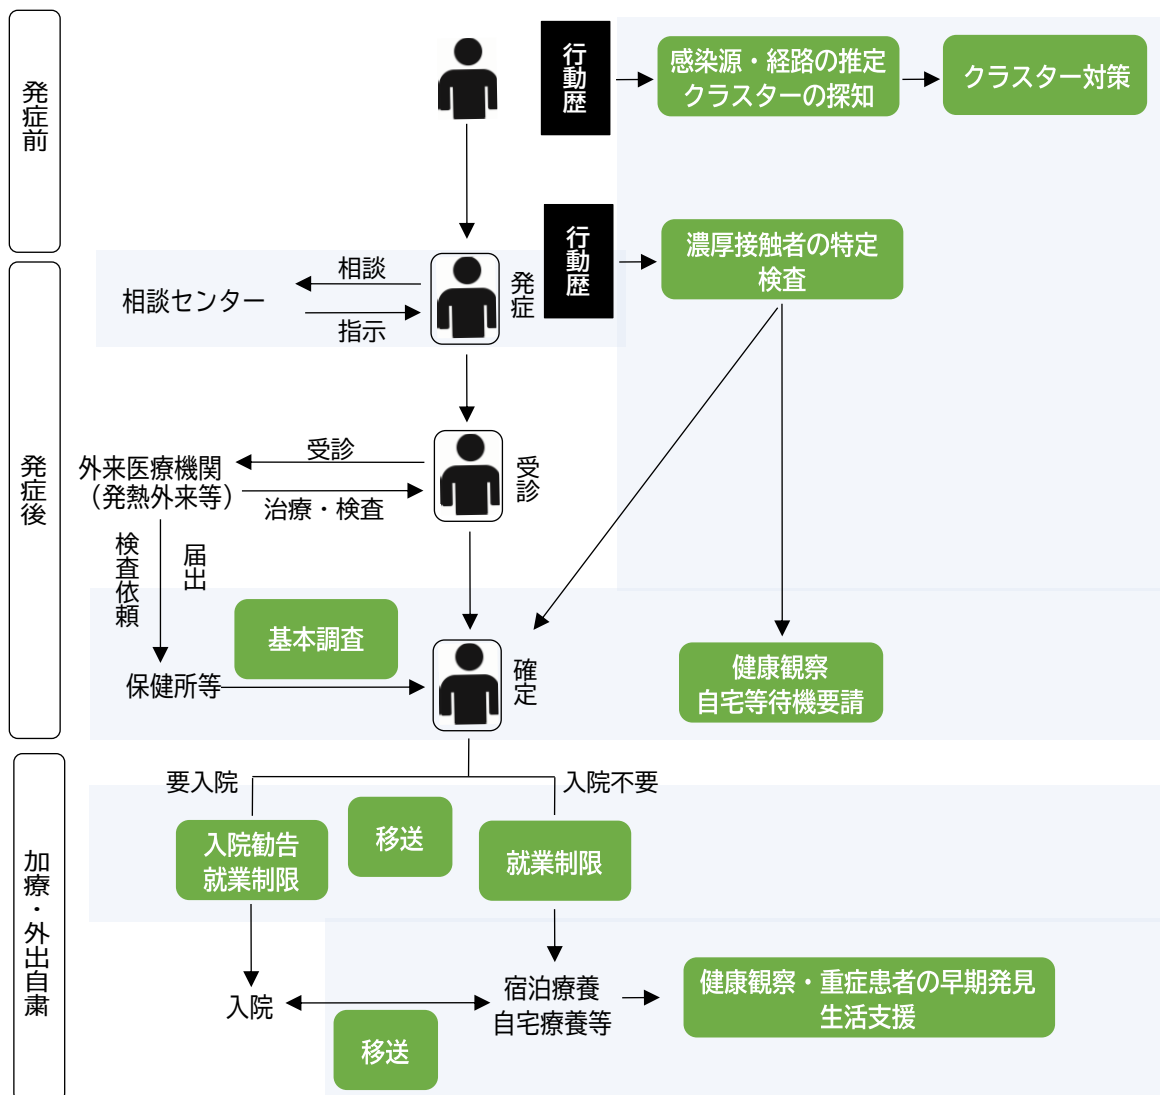 発症前
行動歴
感染源・経路の推定
クラスターの探知
クラスター対策
行動歴
濃厚接触者の特定
検査
発症後
相談
相談センター
指示
発症
受診
外来医療機関
（発熱外来等）
治療・検査
受診
検査依頼
届出
基本調査
保健所等
確定
健康観察
自宅等待機要請
加療・外出自粛
要入院
入院不要
入院勧告
就業制限
移送
就業制限
入院
宿泊療養
自宅療養等
移送
健康観察・重症患者の早期発見
生活支援